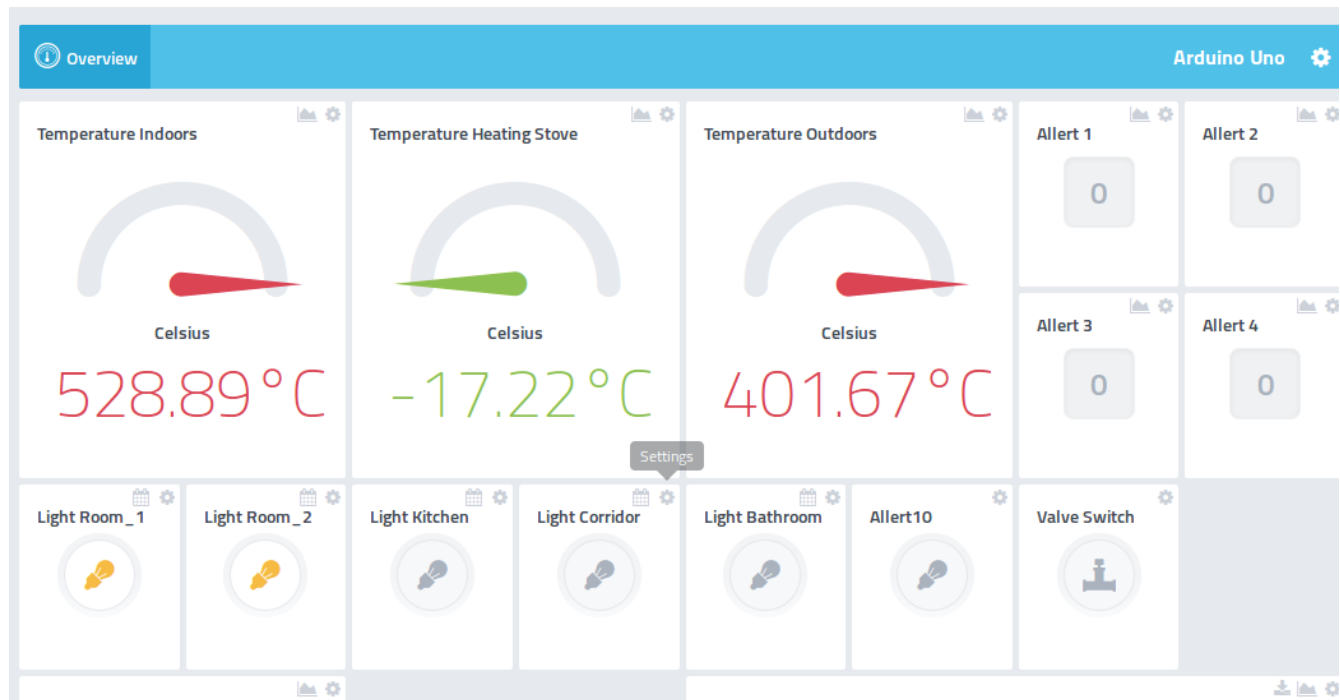 Overview
Arduino Uno
Temperature Indoors
Temperature Heating Stove
Temperature Outdoors
Allert 1
Allert 2
0
0
Celsius
Celsius
Celsius
528.89°C
-17.22°C
401.67°C
Allert 3
Allert 4
0
0
Settings
Light Room_1
Light Room_2
Light Kitchen
Light Corridor
Light Bathroom
Allert10
Valve Switch